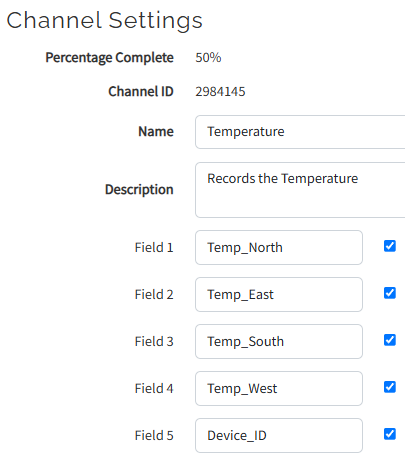 Channel Settings
Percentage Complete 50%
Channel ID 2984145
Name Temperature
Description Records the Temperature
Field 1 Temp_North
Field 2 Temp_East
Field 3 Temp_South
Field 4 Temp_West
Field 5 Device_ID